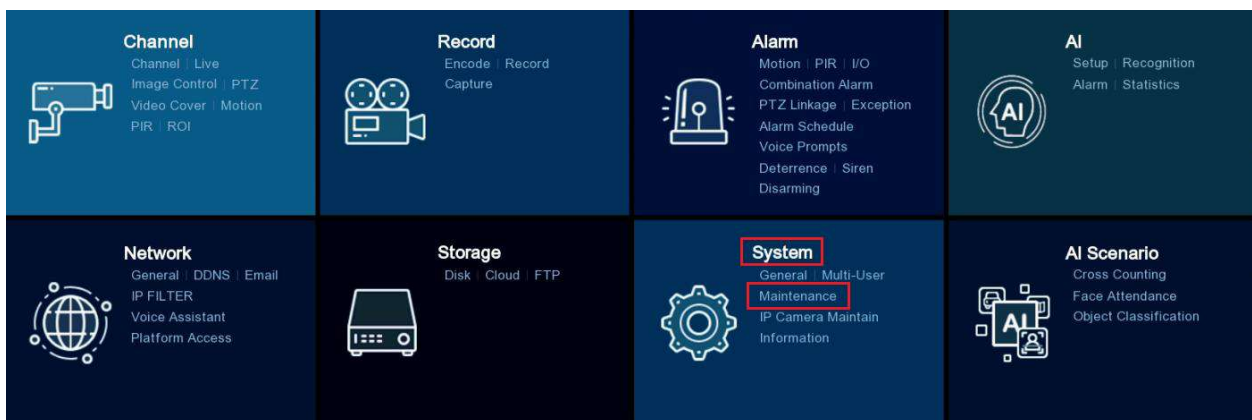 Channel
Channel | Live
Image Control | PTZ
Video Cover | Motion
PIR | ROI
Record
Encode | Record
Capture
Alarm
Motion | PIR | I/O
Combination Alarm
PTZ Linkage | Exception
Alarm Schedule
Voice Prompts
Deterrence | Siren
Disarming
AI
Setup | Recognition
Alarm | Statistics
AI
Network
General | DDNS | Email
IP FILTER
Voice Assistant
Platform Access
Storage
Disk | Cloud | FTP
System
General | Multi-User
Maintenance
IP Camera Maintain
Information
AI Scenario
Cross Counting
Face Attendance
Object Classification
AI